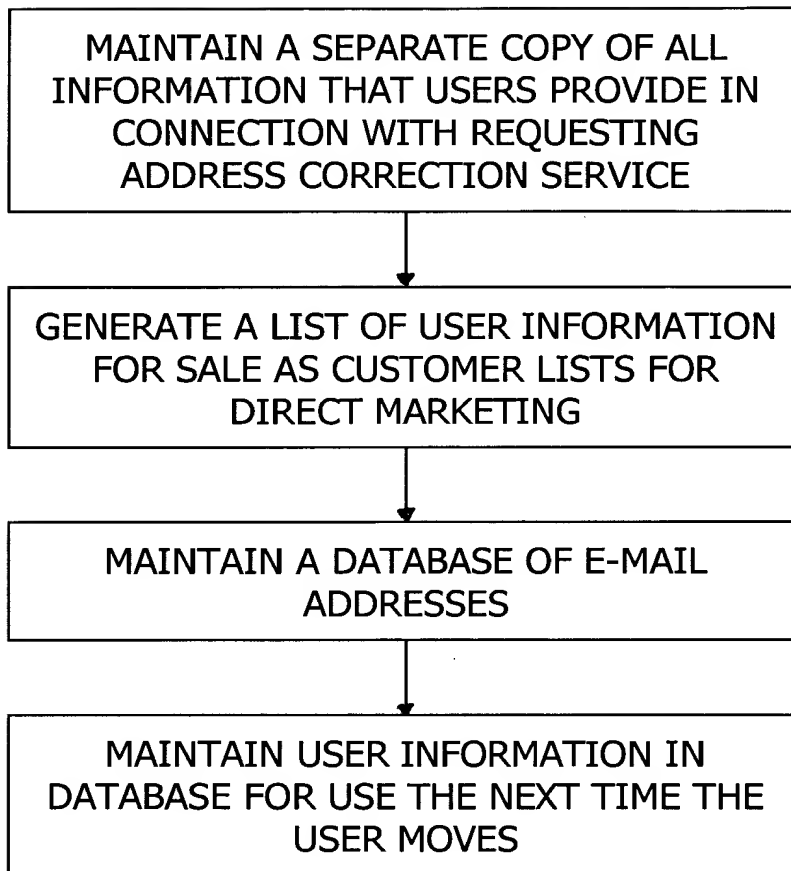 MAINTAIN A SEPARATE COPY OF ALL
INFORMATION THAT USERS PROVIDE IN
CONNECTION WITH REQUESTING
ADDRESS CORRECTION SERVICE
GENERATE A LIST OF USER INFORMATION
FOR SALE AS CUSTOMER LISTS FOR
DIRECT MARKETING
MAINTAIN A DATABASE OF E-MAIL
ADDRESSES
MAINTAIN USER INFORMATION IN
DATABASE FOR USE THE NEXT TIME THE
USER MOVES